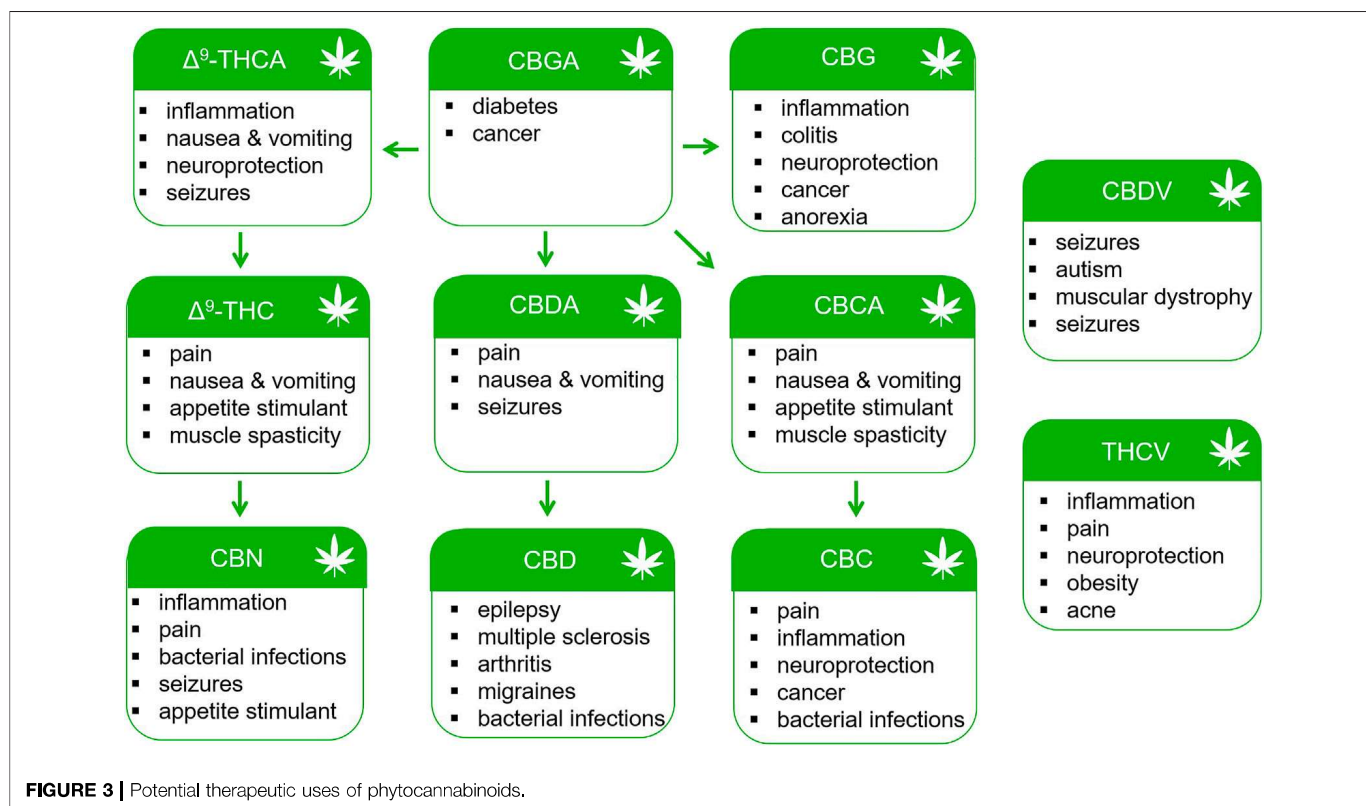 Δ⁹-THCA
▪ inflammation
▪ nausea & vomiting
▪ neuroprotection
▪ seizures
CBGA
▪ diabetes
▪ cancer
CBG
▪ inflammation
▪ colitis
▪ neuroprotection
▪ cancer
▪ anorexia
Δ⁹-THC
▪ pain
▪ nausea & vomiting
▪ appetite stimulant
▪ muscle spasticity
CBDA
▪ pain
▪ nausea & vomiting
▪ seizures
CBCA
▪ pain
▪ nausea & vomiting
▪ appetite stimulant
▪ muscle spasticity
CBN
▪ inflammation
▪ pain
▪ bacterial infections
▪ seizures
▪ appetite stimulant
CBD
▪ epilepsy
▪ multiple sclerosis
▪ arthritis
▪ migraines
▪ bacterial infections
CBC
▪ pain
▪ inflammation
▪ neuroprotection
▪ cancer
▪ bacterial infections
CBDV
▪ seizures
▪ autism
▪ muscular dystrophy
▪ seizures
THCV
▪ inflammation
▪ pain
▪ neuroprotection
▪ obesity
▪ acne
FIGURE 3 | Potential therapeutic uses of phytocannabinoids.